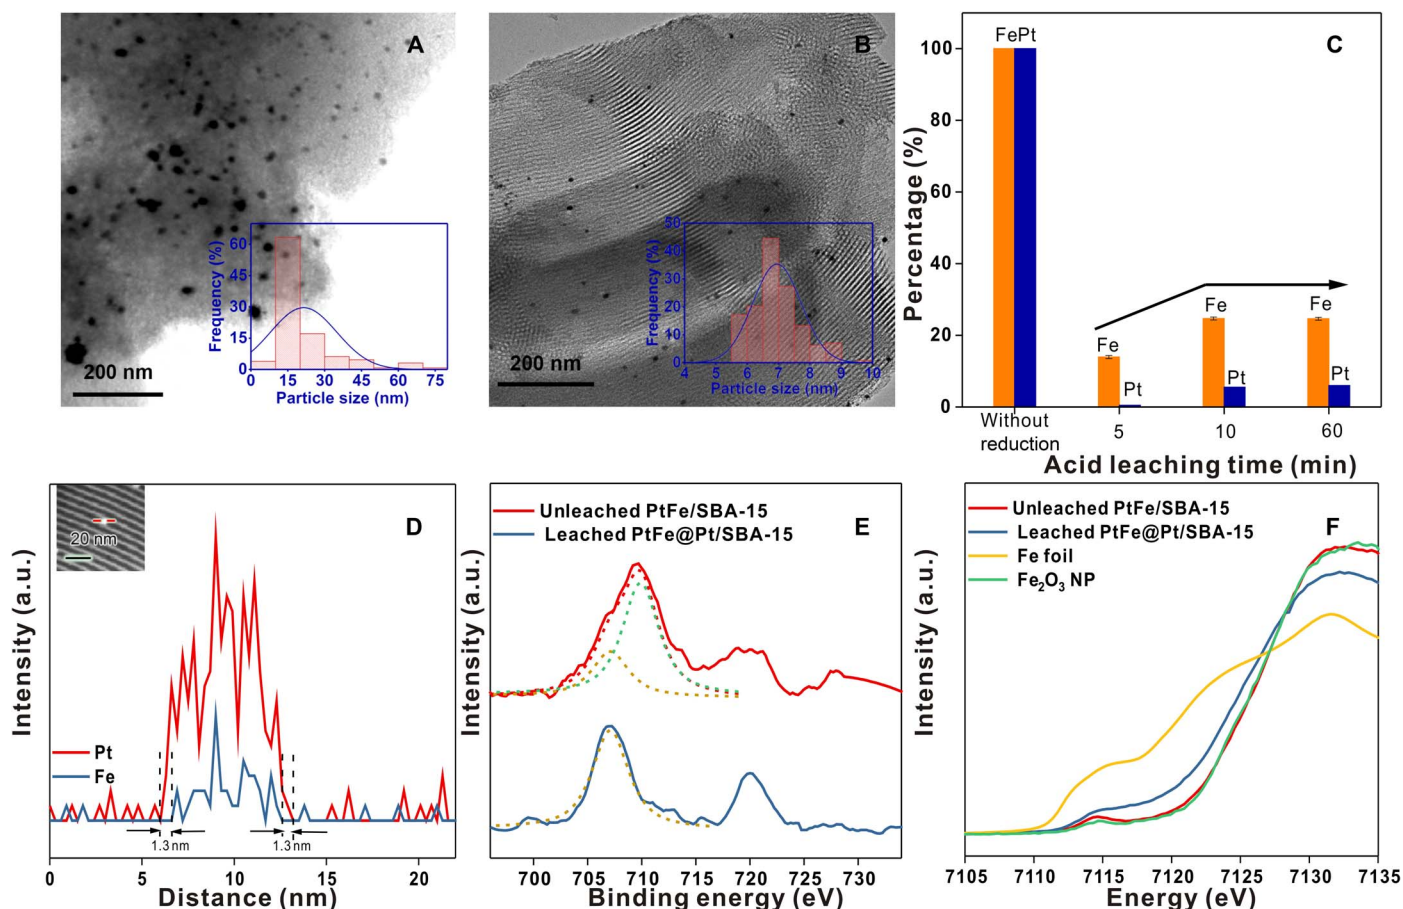 A
60
45
30
15
0
Frequency (%)
0 15 30 45 60 75
Particle size (nm)
200 nm
B
50
40
30
20
10
0
Frequency (%)
4 5 6 7 8 9 10
Particle size (nm)
200 nm
C
FePt
100
80
60
40
20
0
Percentage (%)
Fe
Pt
Fe
Pt
Fe
Pt
Without
reduction
5 10 60
Acid leaching time (min)
D
20 nm
Intensity (a.u.)
Pt
Fe
1.3nm 1.3nm
0 5 10 15 20
Distance (nm)
E
Unleached PtFe/SBA-15
Leached PtFe@Pt/SBA-15
Intensity (a.u.)
700 705 710 715 720 725 730
Binding energy (eV)
F
Unleached PtFe/SBA-15
Leached PtFe@Pt/SBA-15
Fe foil
Fe₂O₃ NP
Intensity (a.u.)
7105 7110 7115 7120 7125 7130 7135
Energy (eV)